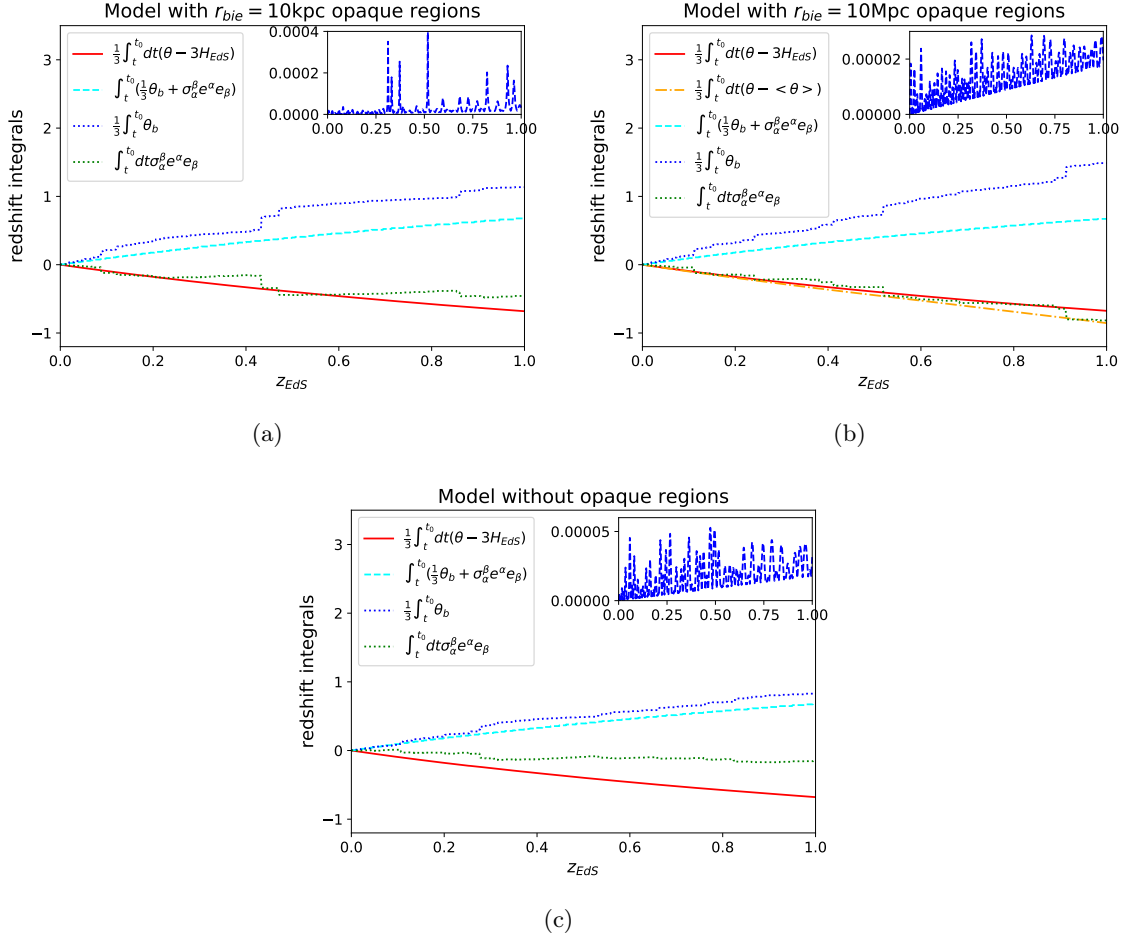 Model with r_bie = 10kpc opaque regions
redshift integrals
3
2
1
0
−1
1/3 ∫_t^{t_0} dt(θ − 3H_EdS)
∫_t^{t_0} (1/3 θ_b + σ_α^β e^α e_β)
1/3 ∫_t^{t_0} θ_b
∫_t^{t_0} dtσ_α^β e^α e_β
0.0004
0.0002
0.0000
0.00 0.25 0.50 0.75 1.00
0.0 0.2 0.4 0.6 0.8 1.0
z_EdS
(a)
Model with r_bie = 10Mpc opaque regions
redshift integrals
3
2
1
0
−1
1/3 ∫_t^{t_0} dt(θ − 3H_EdS)
1/3 ∫_t^{t_0} dt(θ− <θ>)
∫_t^{t_0} (1/3 θ_b + σ_α^β e^α e_β)
1/3 ∫_t^{t_0} θ_b
∫_t^{t_0} dtσ_α^β e^α e_β
0.00002
0.00000
0.00 0.25 0.50 0.75 1.00
0.0 0.2 0.4 0.6 0.8 1.0
z_EdS
(b)
Model without opaque regions
redshift integrals
3
2
1
0
−1
1/3 ∫_t^{t_0} dt(θ − 3H_EdS)
∫_t^{t_0} (1/3 θ_b + σ_α^β e^α e_β)
1/3 ∫_t^{t_0} θ_b
∫_t^{t_0} dtσ_α^β e^α e_β
0.00005
0.00000
0.00 0.25 0.50 0.75 1.00
0.0 0.2 0.4 0.6 0.8 1.0
z_EdS
(c)